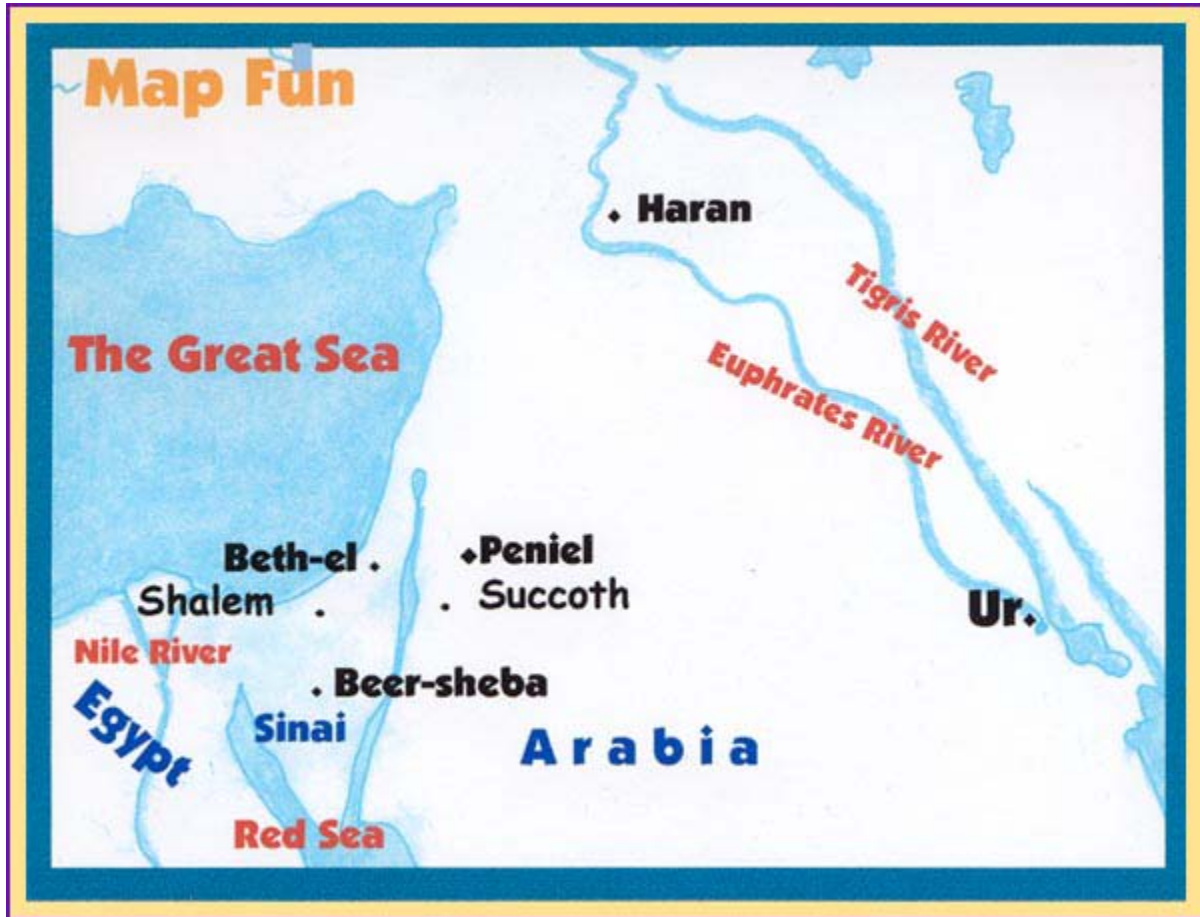 Map Fun
Haran
Tigris River
The Great Sea
Euphrates River
Beth-el
Peniel
Shalem
Succoth
Ur
Nile River
Beer-sheba
Egypt
Sinai
Arabia
Red Sea